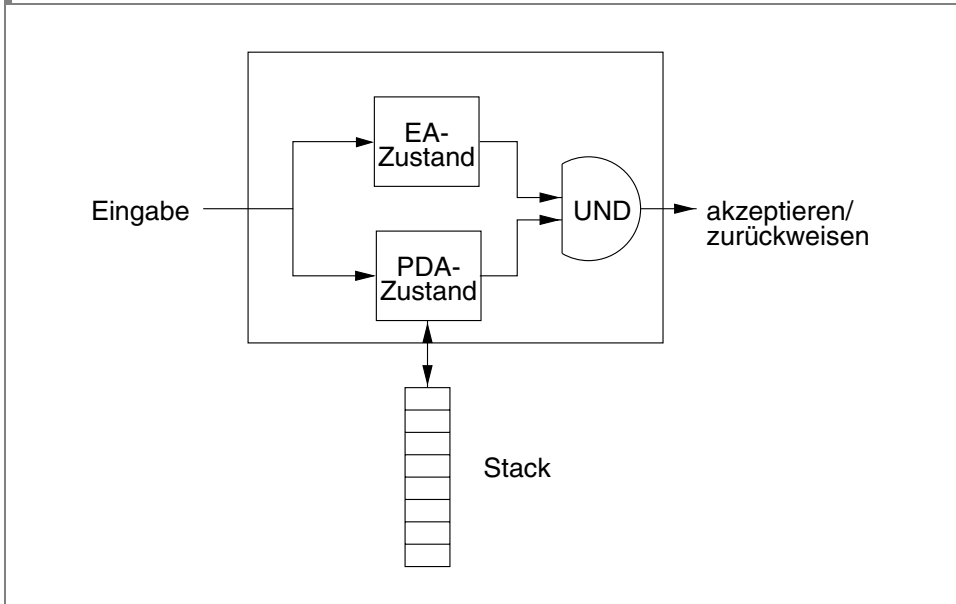 EA-
Zustand
Eingabe
UND
akzeptieren/
zurückweisen
PDA-
Zustand
Stack